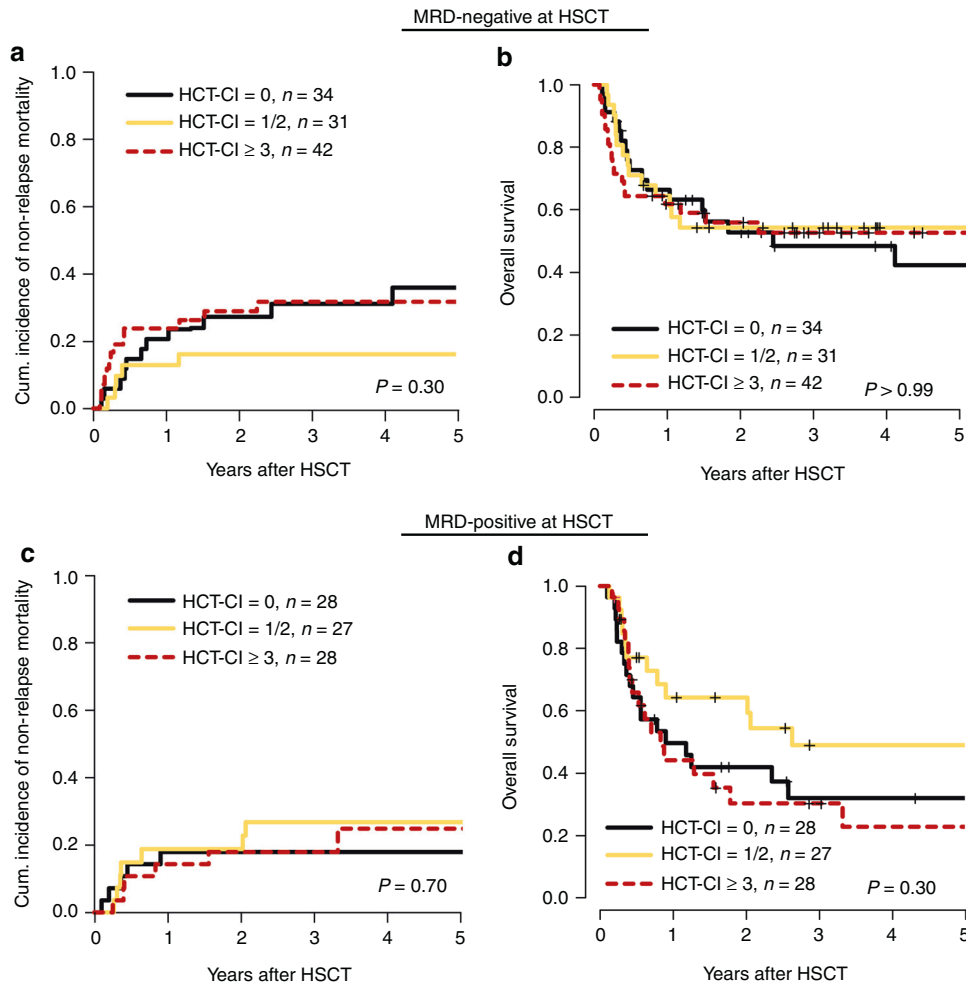 MRD-negative at HSCT
a
Cum. incidence of non-relapse mortality
1.0
0.8
0.6
0.4
0.2
0.0
HCT-CI = 0, n = 34
HCT-CI = 1/2, n = 31
HCT-CI ≥ 3, n = 42
P = 0.30
0 1 2 3 4 5
Years after HSCT
b
Overall survival
1.0
0.8
0.6
0.4
0.2
0.0
HCT-CI = 0, n = 34
HCT-CI = 1/2, n = 31
HCT-CI ≥ 3, n = 42
P > 0.99
0 1 2 3 4 5
Years after HSCT
MRD-positive at HSCT
c
Cum. incidence of non-relapse mortality
1.0
0.8
0.6
0.4
0.2
0.0
HCT-CI = 0, n = 28
HCT-CI = 1/2, n = 27
HCT-CI ≥ 3, n = 28
P = 0.70
0 1 2 3 4 5
Years after HSCT
d
Overall survival
1.0
0.8
0.6
0.4
0.2
0.0
HCT-CI = 0, n = 28
HCT-CI = 1/2, n = 27
HCT-CI ≥ 3, n = 28
P = 0.30
0 1 2 3 4 5
Years after HSCT